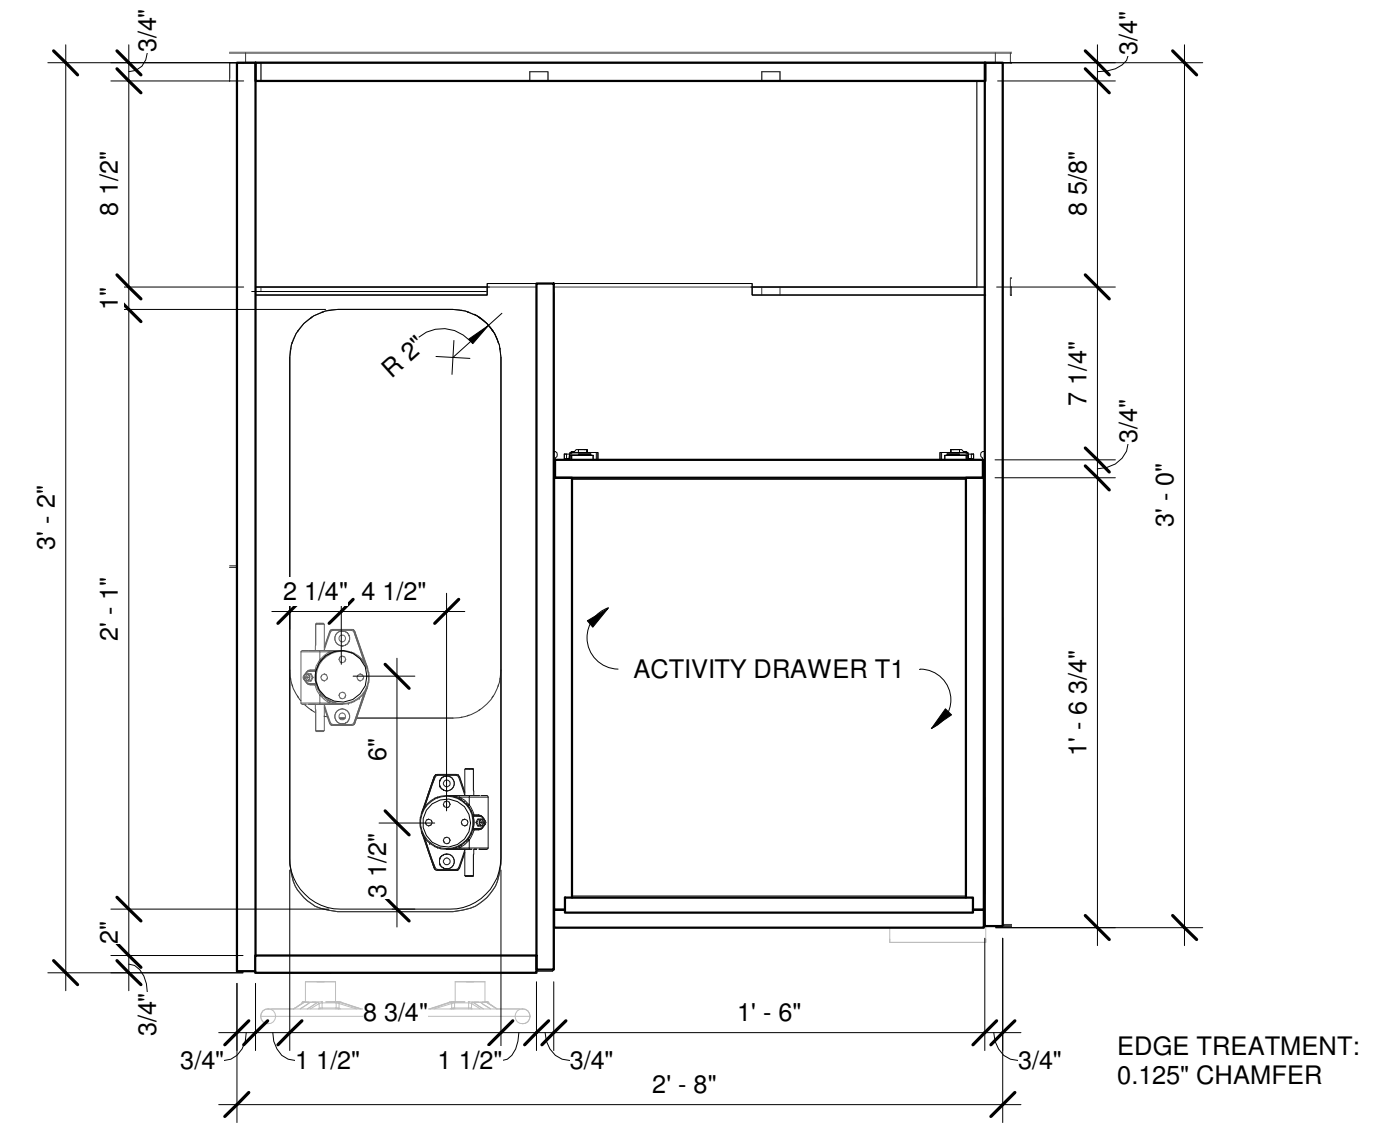 3/4"
3/4"
8 1/2"
8 5/8"
1"
R 2"
7 1/4"
3/4"
3' - 2"
3' - 0"
2' - 1"
2 1/4"
4 1/2"
ACTIVITY DRAWER T1
1' - 6 3/4"
6"
3 1/2"
2"
3/4"
8 3/4"
1' - 6"
3/4"
1 1/2"
1 1/2"
3/4"
3/4"
2' - 8"
EDGE TREATMENT:
0.125" CHAMFER